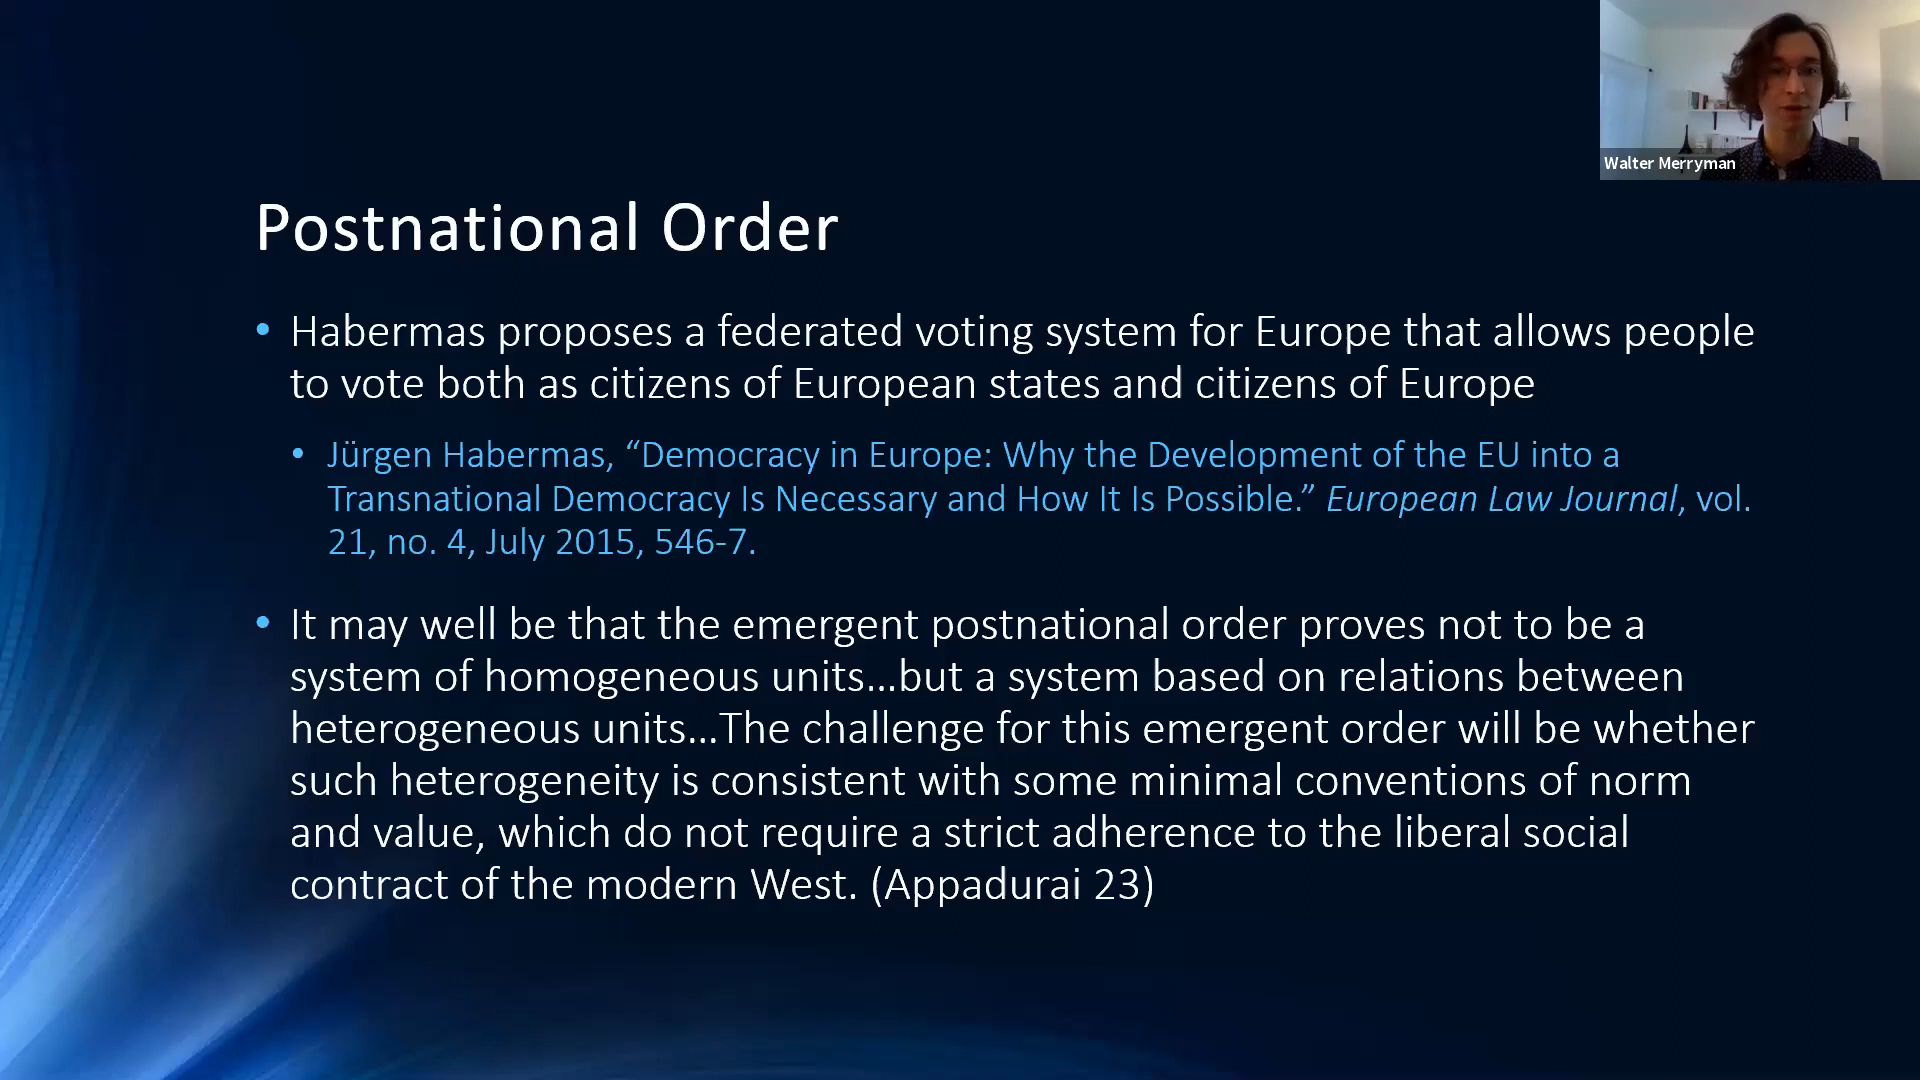 Walter Merryman
Postnational Order
• Habermas proposes a federated voting system for Europe that allows people
to vote both as citizens of European states and citizens of Europe
• Jürgen Habermas, “Democracy in Europe: Why the Development of the EU into a
Transnational Democracy Is Necessary and How It Is Possible.” European Law Journal, vol.
21, no. 4, July 2015, 546-7.
• It may well be that the emergent postnational order proves not to be a
system of homogeneous units…but a system based on relations between
heterogeneous units…The challenge for this emergent order will be whether
such heterogeneity is consistent with some minimal conventions of norm
and value, which do not require a strict adherence to the liberal social
contract of the modern West. (Appadurai 23)